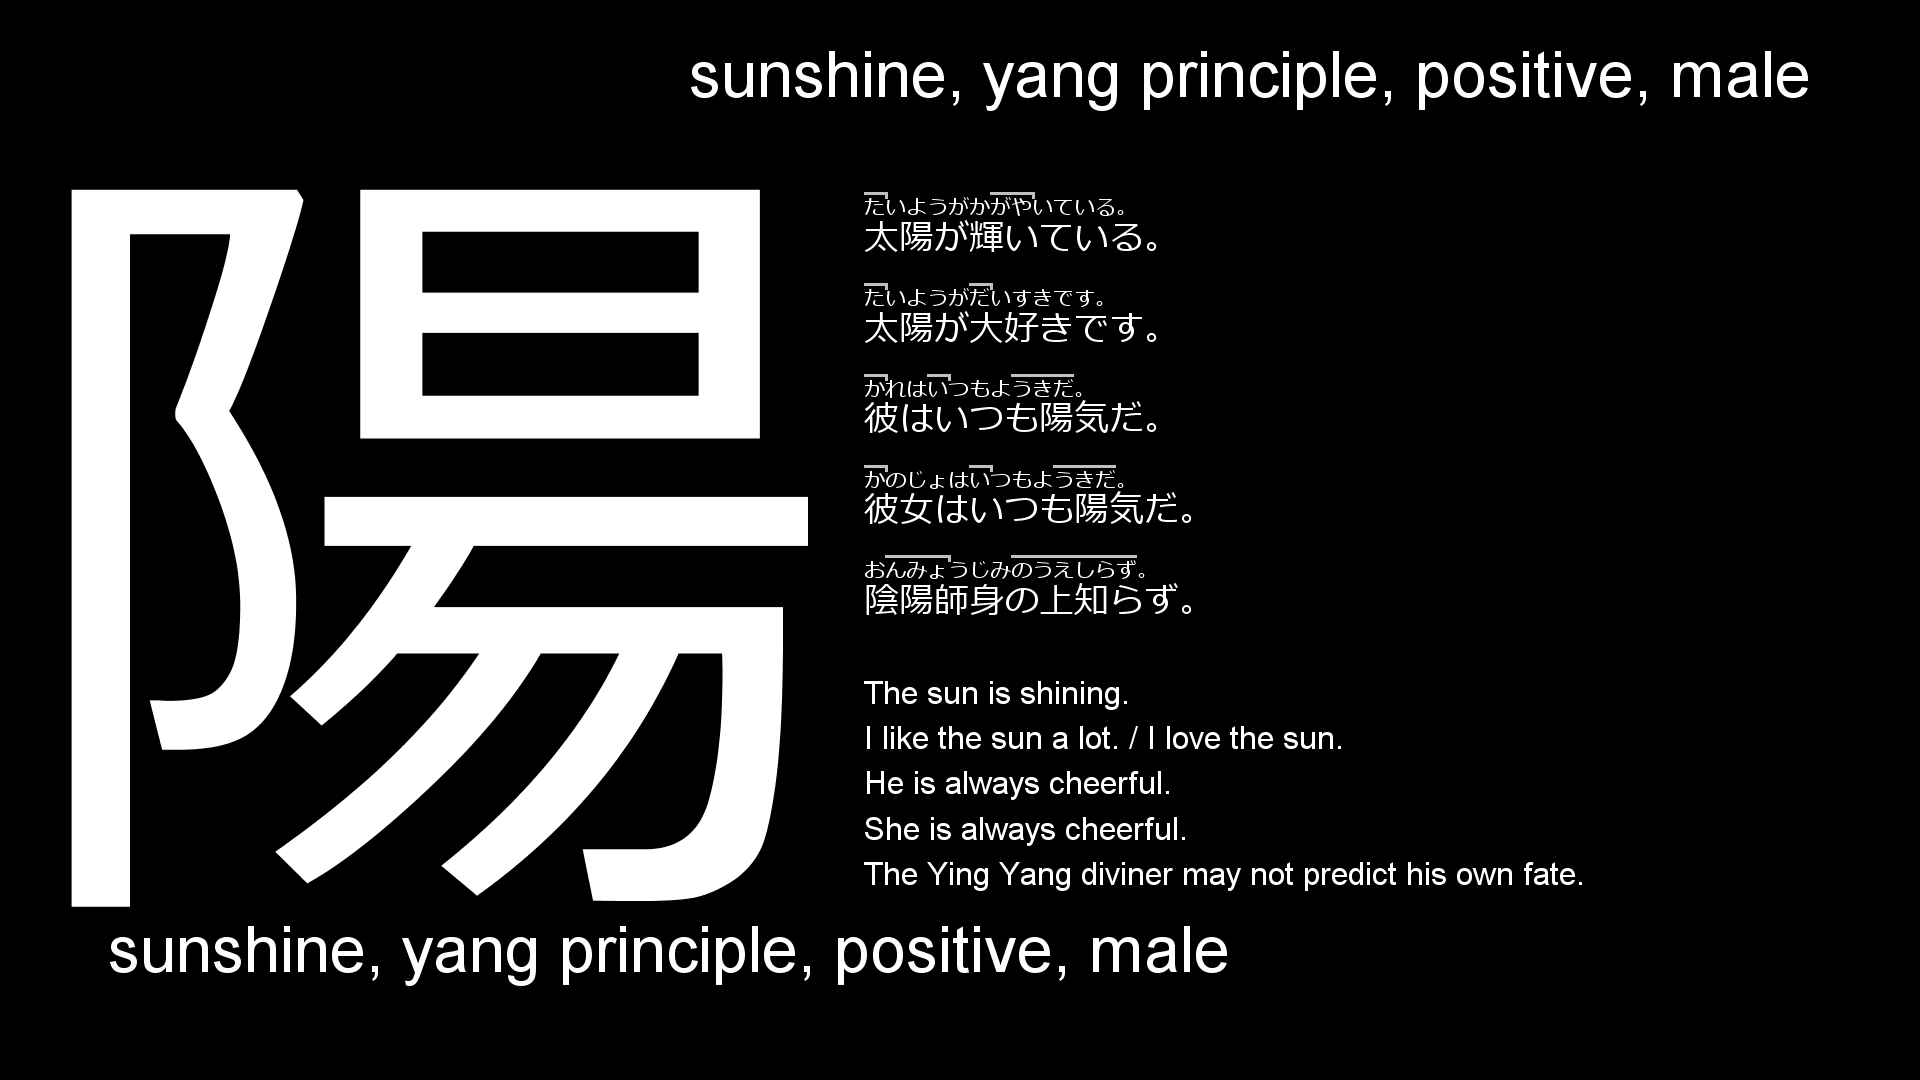 sunshine, yang principle, positive, male
陽
たいようがかがやいている。
太陽が輝いている。
たいようがだいすきです。
太陽が大好きです。
かれはいつもようきだ。
彼はいつも陽気だ。
かのじょはいつもようきだ。
彼女はいつも陽気だ。
おんみょうじみのうえしらず。
陰陽師身の上知らず。
The sun is shining.
I like the sun a lot. / I love the sun.
He is always cheerful.
She is always cheerful.
The Ying Yang diviner may not predict his own fate.
sunshine, yang principle, positive, male